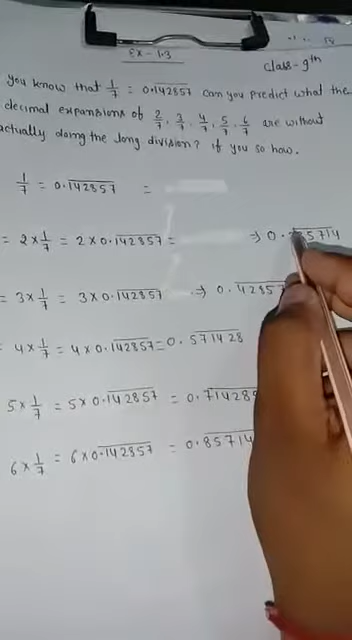 Ex - 1.3
Class - 9th
you know that 1/7 = 0.142857 can you predict what the
decimal expansions of 2/7, 3/7, 4/7, 5/7, 6/7 are without
actually doing the long division? if you so how.
1/7 = 0.142857 =
= 2 × 1/7 = 2 × 0.142857 = ⇒ 0. 5714
= 3 × 1/7 = 3 × 0.142857 ⇒ 0.4285
= 4 × 1/7 = 4 × 0.142857 = 0.571428
5 × 1/7 = 5 × 0.142857 = 0.71428
6 × 1/7 = 6 × 0.142857 = 0.85714